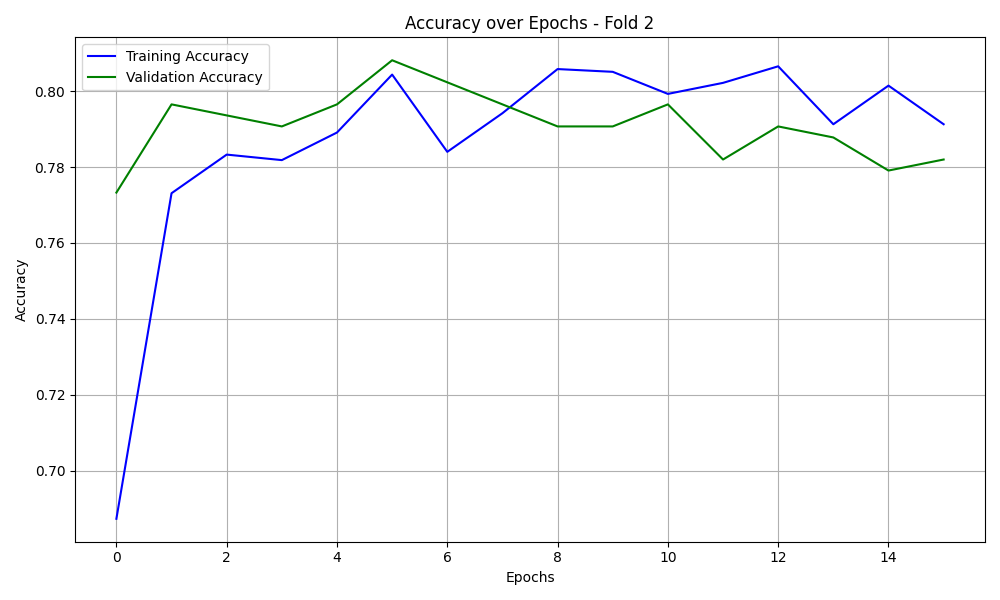 Accuracy over Epochs - Fold 2
Training Accuracy
Validation Accuracy
Accuracy
0.80
0.78
0.76
0.74
0.72
0.70
0 2 4 6 8 10 12 14
Epochs